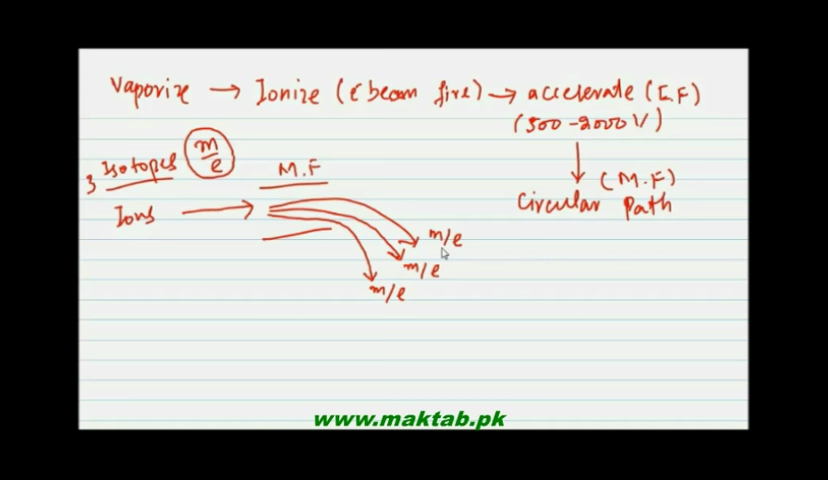 Vaporize → Ionize (é beam fire) → accelerate (E.F)
(500-2000 V)
3 Isotopes m/e M.F
(M.F)
Ions → Circular Path
m/e
m/e
m/e
www.maktab.pk